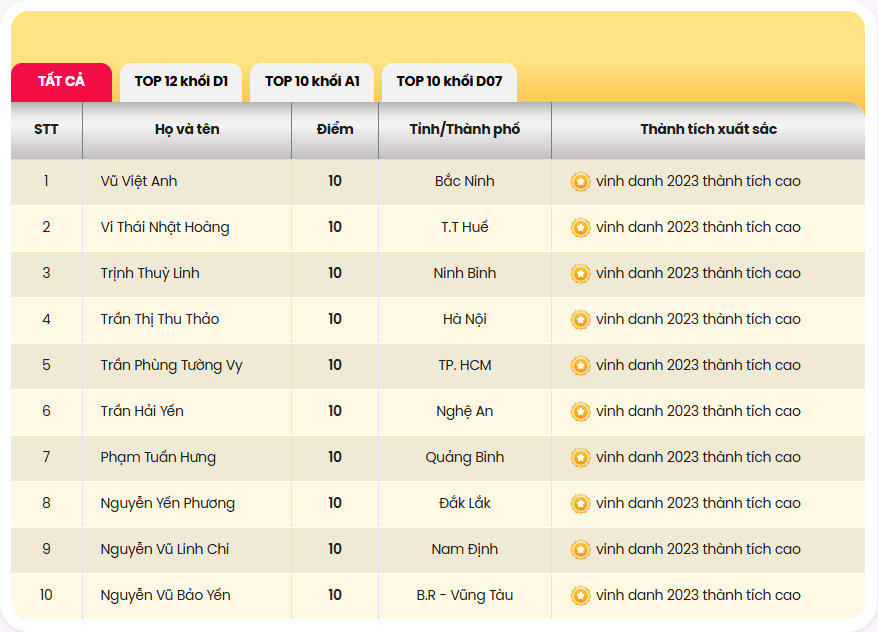 TẤT CẢ TOP 12 khối D1 TOP 10 khối A1 TOP 10 khối D07
STT Họ và tên Điểm Tỉnh/Thành phố Thành tích xuất sắc
1 Vũ Việt Anh 10 Bắc Ninh vinh danh 2023 thành tích cao
2 Vi Thái Nhật Hoàng 10 T.T Huế vinh danh 2023 thành tích cao
3 Trịnh Thuỳ Linh 10 Ninh Bình vinh danh 2023 thành tích cao
4 Trần Thị Thu Thảo 10 Hà Nội vinh danh 2023 thành tích cao
5 Trần Phùng Tường Vy 10 TP. HCM vinh danh 2023 thành tích cao
6 Trần Hải Yến 10 Nghệ An vinh danh 2023 thành tích cao
7 Phạm Tuấn Hưng 10 Quảng Bình vinh danh 2023 thành tích cao
8 Nguyễn Yến Phương 10 Đắk Lắk vinh danh 2023 thành tích cao
9 Nguyễn Vũ Linh Chi 10 Nam Định vinh danh 2023 thành tích cao
10 Nguyễn Vũ Bảo Yến 10 B.R - Vũng Tàu vinh danh 2023 thành tích cao